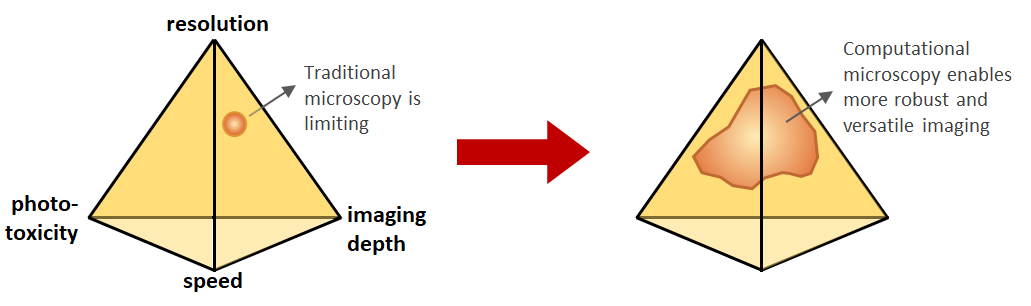 resolution
Traditional
microscopy is
limiting
photo-
toxicity
imaging
depth
speed
Computational
microscopy enables
more robust and
versatile imaging